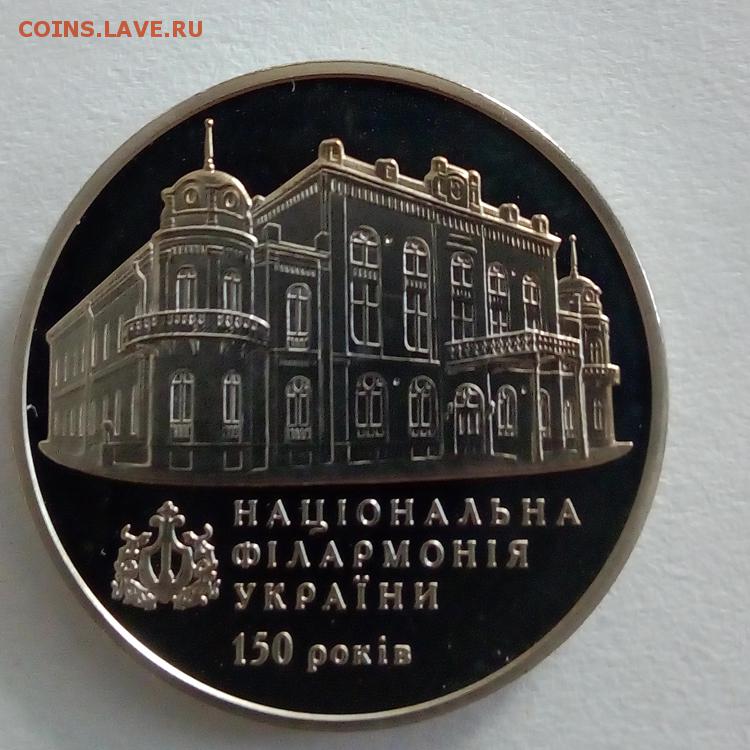 COINS.LAVE.RU
НАЦІОНАЛЬНА
ФІЛАРМОНІЯ
УКРАЇНИ
150 років